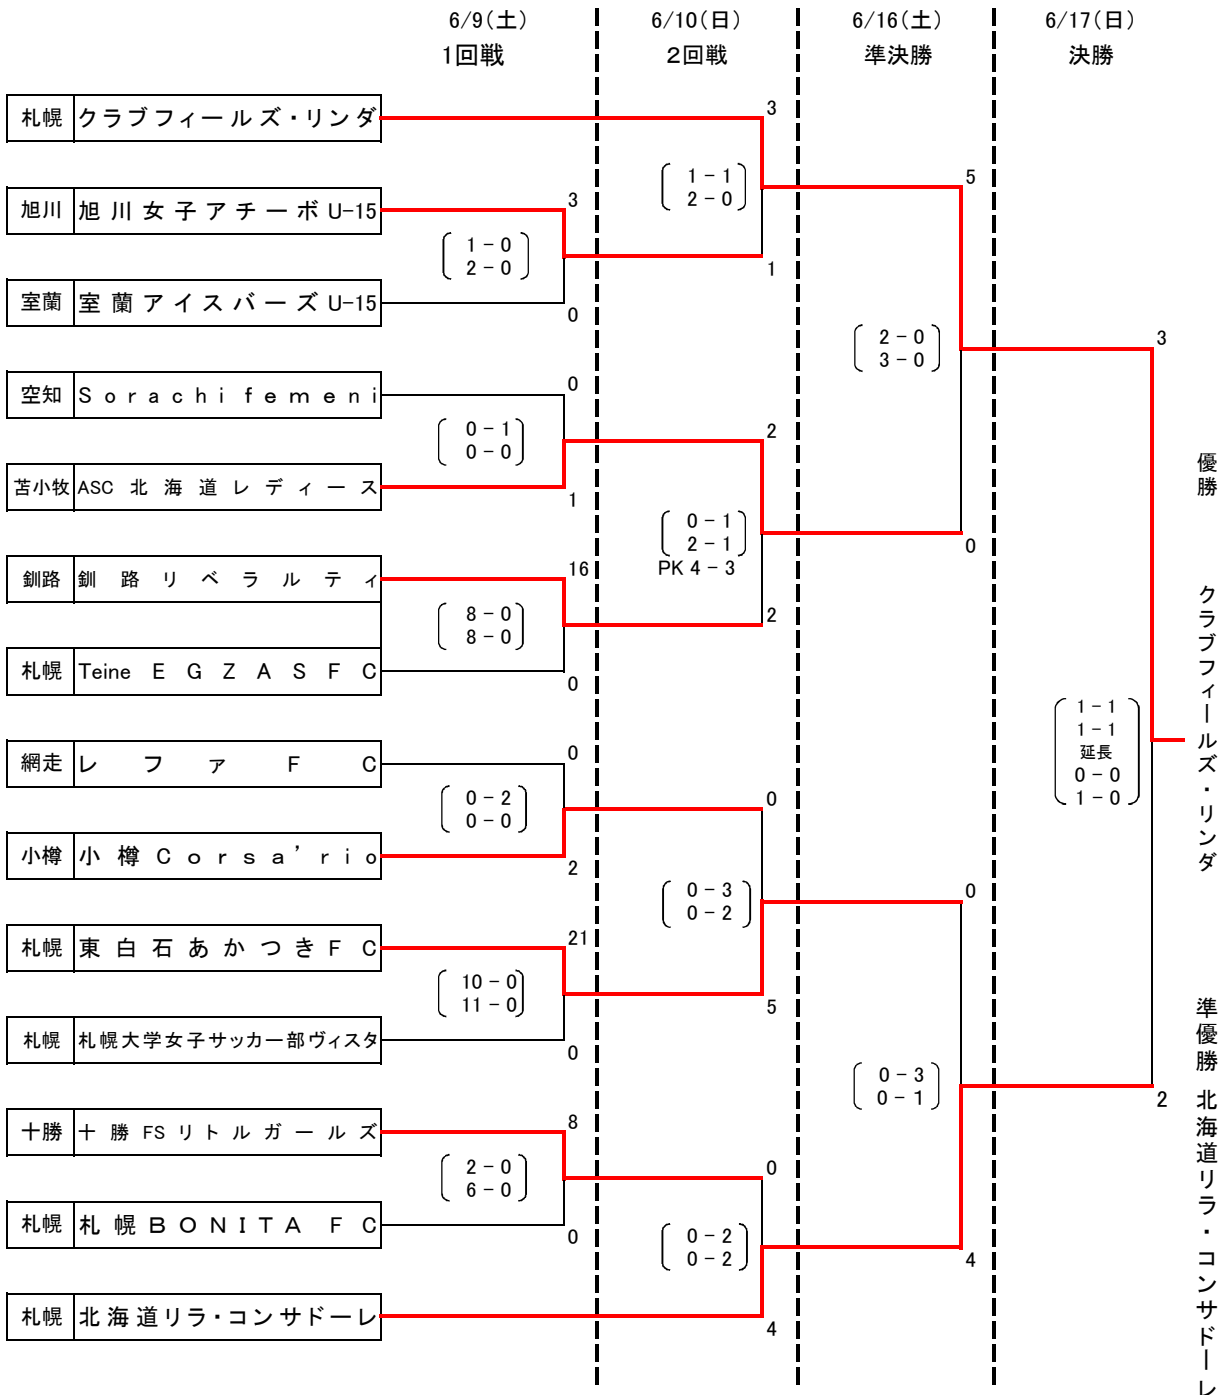 6/9(土) 6/10(日) 6/16(土) 6/17(日)
1回戦 2回戦 準決勝 決勝
札幌 クラブフィールズ・リンダ
3
1-1
2-0
5
旭川 旭川女子アチーボU-15
3
1-0
2-0
1
室蘭 室蘭アイスバーズU-15
0
2-0
3-0
3
空知 Sorachi femeni
0
0-1
0-0
2
苫小牧 ASC 北海道レディース
1
0-1
2-1
PK 4-3
0
釧路 釧路リベラルティ
16
8-0
8-0
2
札幌 Teine EGZAS FC
0
1-1
1-1
延長
0-0
1-0
網走 レファFC
0
0-2
0-0
0
小樽 小樽Corsa'rio
2
0-3
0-2
0
札幌 東白石あかつきFC
21
10-0
11-0
5
札幌 札幌大学女子サッカー部ヴィスタ
0
0-3
0-1
2
十勝 十勝FSリトルガールズ
8
2-0
6-0
0
札幌 札幌BONITA FC
0
0-2
0-2
4
札幌 北海道リラ・コンサドーレ
4
優勝 クラブフィールズ・リンダ
準優勝 北海道リラ・コンサドーレ